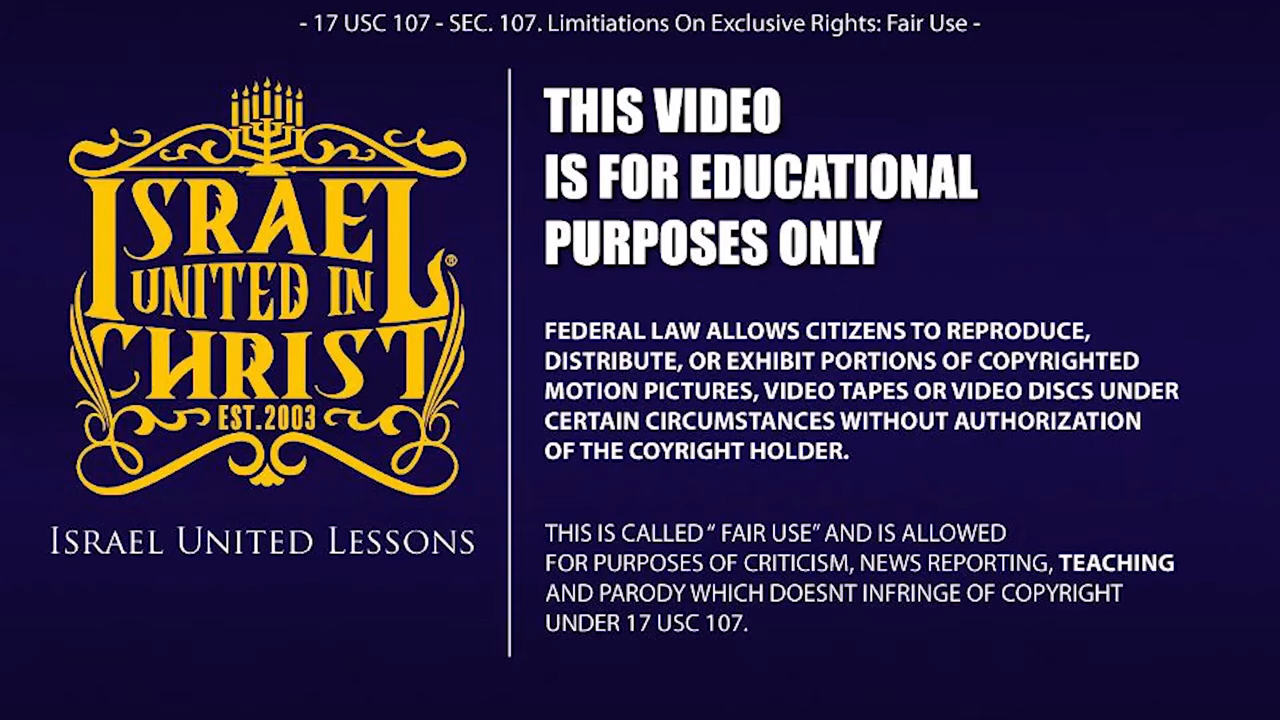 - 17 USC 107 - SEC. 107. Limitiations On Exclusive Rights: Fair Use -
ISRAEL
UNITED IN
CHRIST
®
EST.2003
ISRAEL UNITED LESSONS
THIS VIDEO
IS FOR EDUCATIONAL
PURPOSES ONLY
FEDERAL LAW ALLOWS CITIZENS TO REPRODUCE,
DISTRIBUTE, OR EXHIBIT PORTIONS OF COPYRIGHTED
MOTION PICTURES, VIDEO TAPES OR VIDEO DISCS UNDER
CERTAIN CIRCUMSTANCES WITHOUT AUTHORIZATION
OF THE COYRIGHT HOLDER.
THIS IS CALLED “ FAIR USE” AND IS ALLOWED
FOR PURPOSES OF CRITICISM, NEWS REPORTING, TEACHING
AND PARODY WHICH DOESNT INFRINGE OF COPYRIGHT
UNDER 17 USC 107.